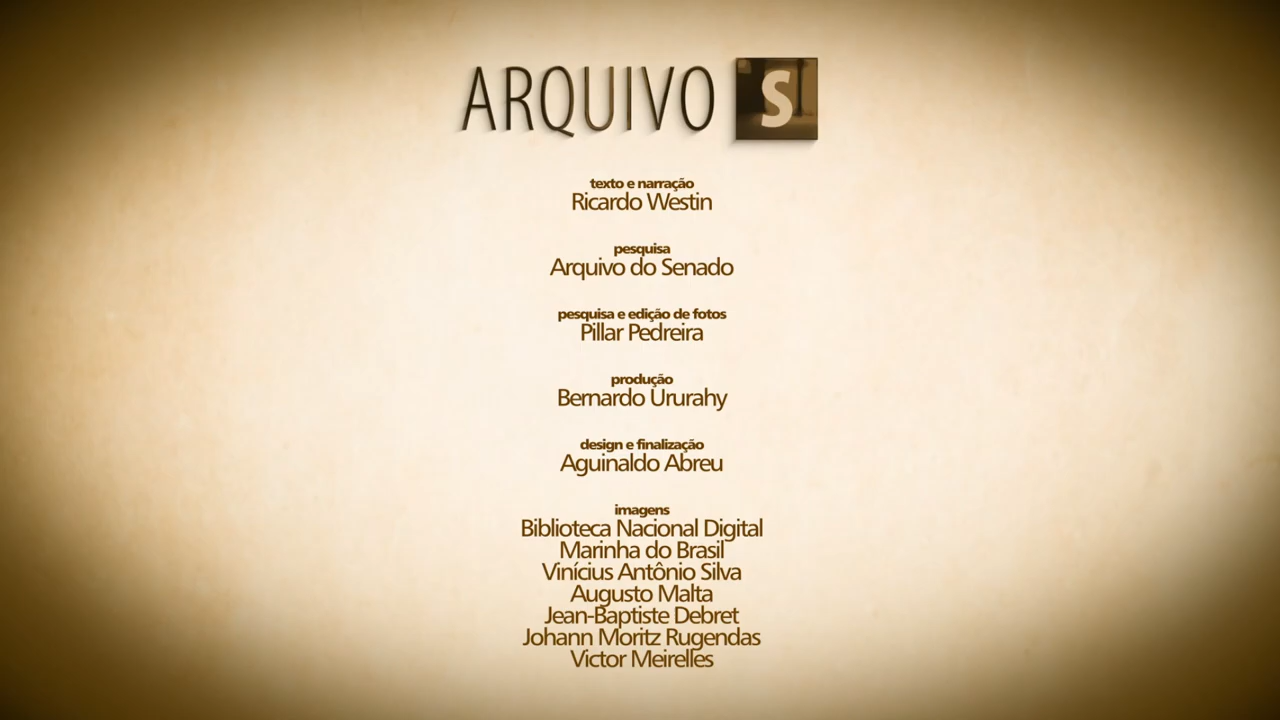 ARQUIVO S
texto e narração
Ricardo Westin
pesquisa
Arquivo do Senado
pesquisa e edição de fotos
Pillar Pedreira
produção
Bernardo Ururahy
design e finalização
Aguinaldo Abreu
imagens
Biblioteca Nacional Digital
Marinha do Brasil
Vinícius Antônio Silva
Augusto Malta
Jean-Baptiste Debret
Johann Moritz Rugendas
Victor Meirelles